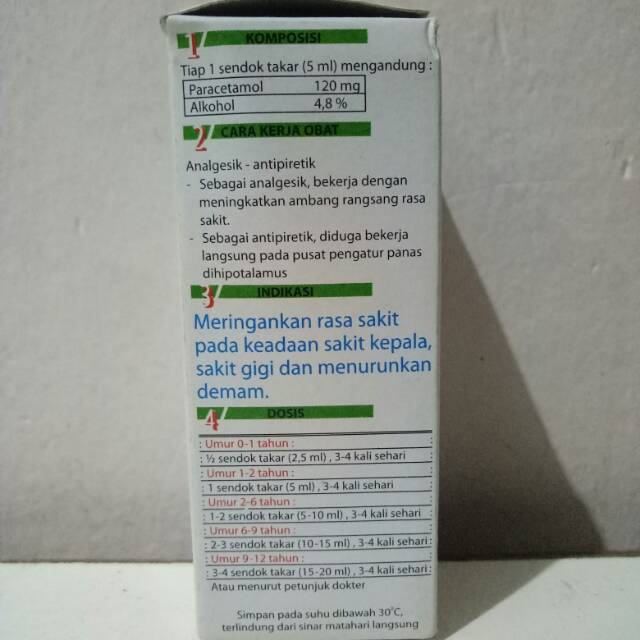 1 KOMPOSISI
Tiap 1 sendok takar (5 ml) mengandung :
Paracetamol 120 mg
Alkohol 4,8 %
2 CARA KERJA OBAT
Analgesik - antipiretik
- Sebagai analgesik, bekerja dengan
meningkatkan ambang rangsang rasa
sakit.
- Sebagai antipiretik, diduga bekerja
langsung pada pusat pengatur panas
dihipotalamus
3 INDIKASI
Meringankan rasa sakit
pada keadaan sakit kepala,
sakit gigi dan menurunkan
demam.
4 DOSIS
: Umur 0-1 tahun :
: ½ sendok takar (2,5 ml) , 3-4 kali sehari :
: Umur 1-2 tahun :
: 1 sendok takar (5 ml) , 3-4 kali sehari :
: Umur 2-6 tahun :
: 1-2 sendok takar (5-10 ml) , 3-4 kali sehari :
: Umur 6-9 tahun :
: 2-3 sendok takar (10-15 ml) , 3-4 kali sehari :
: Umur 9-12 tahun :
: 3-4 sendok takar (15-20 ml) , 3-4 kali sehari :
Atau menurut petunjuk dokter
Simpan pada suhu dibawah 30°C,
terlindung dari sinar matahari langsung